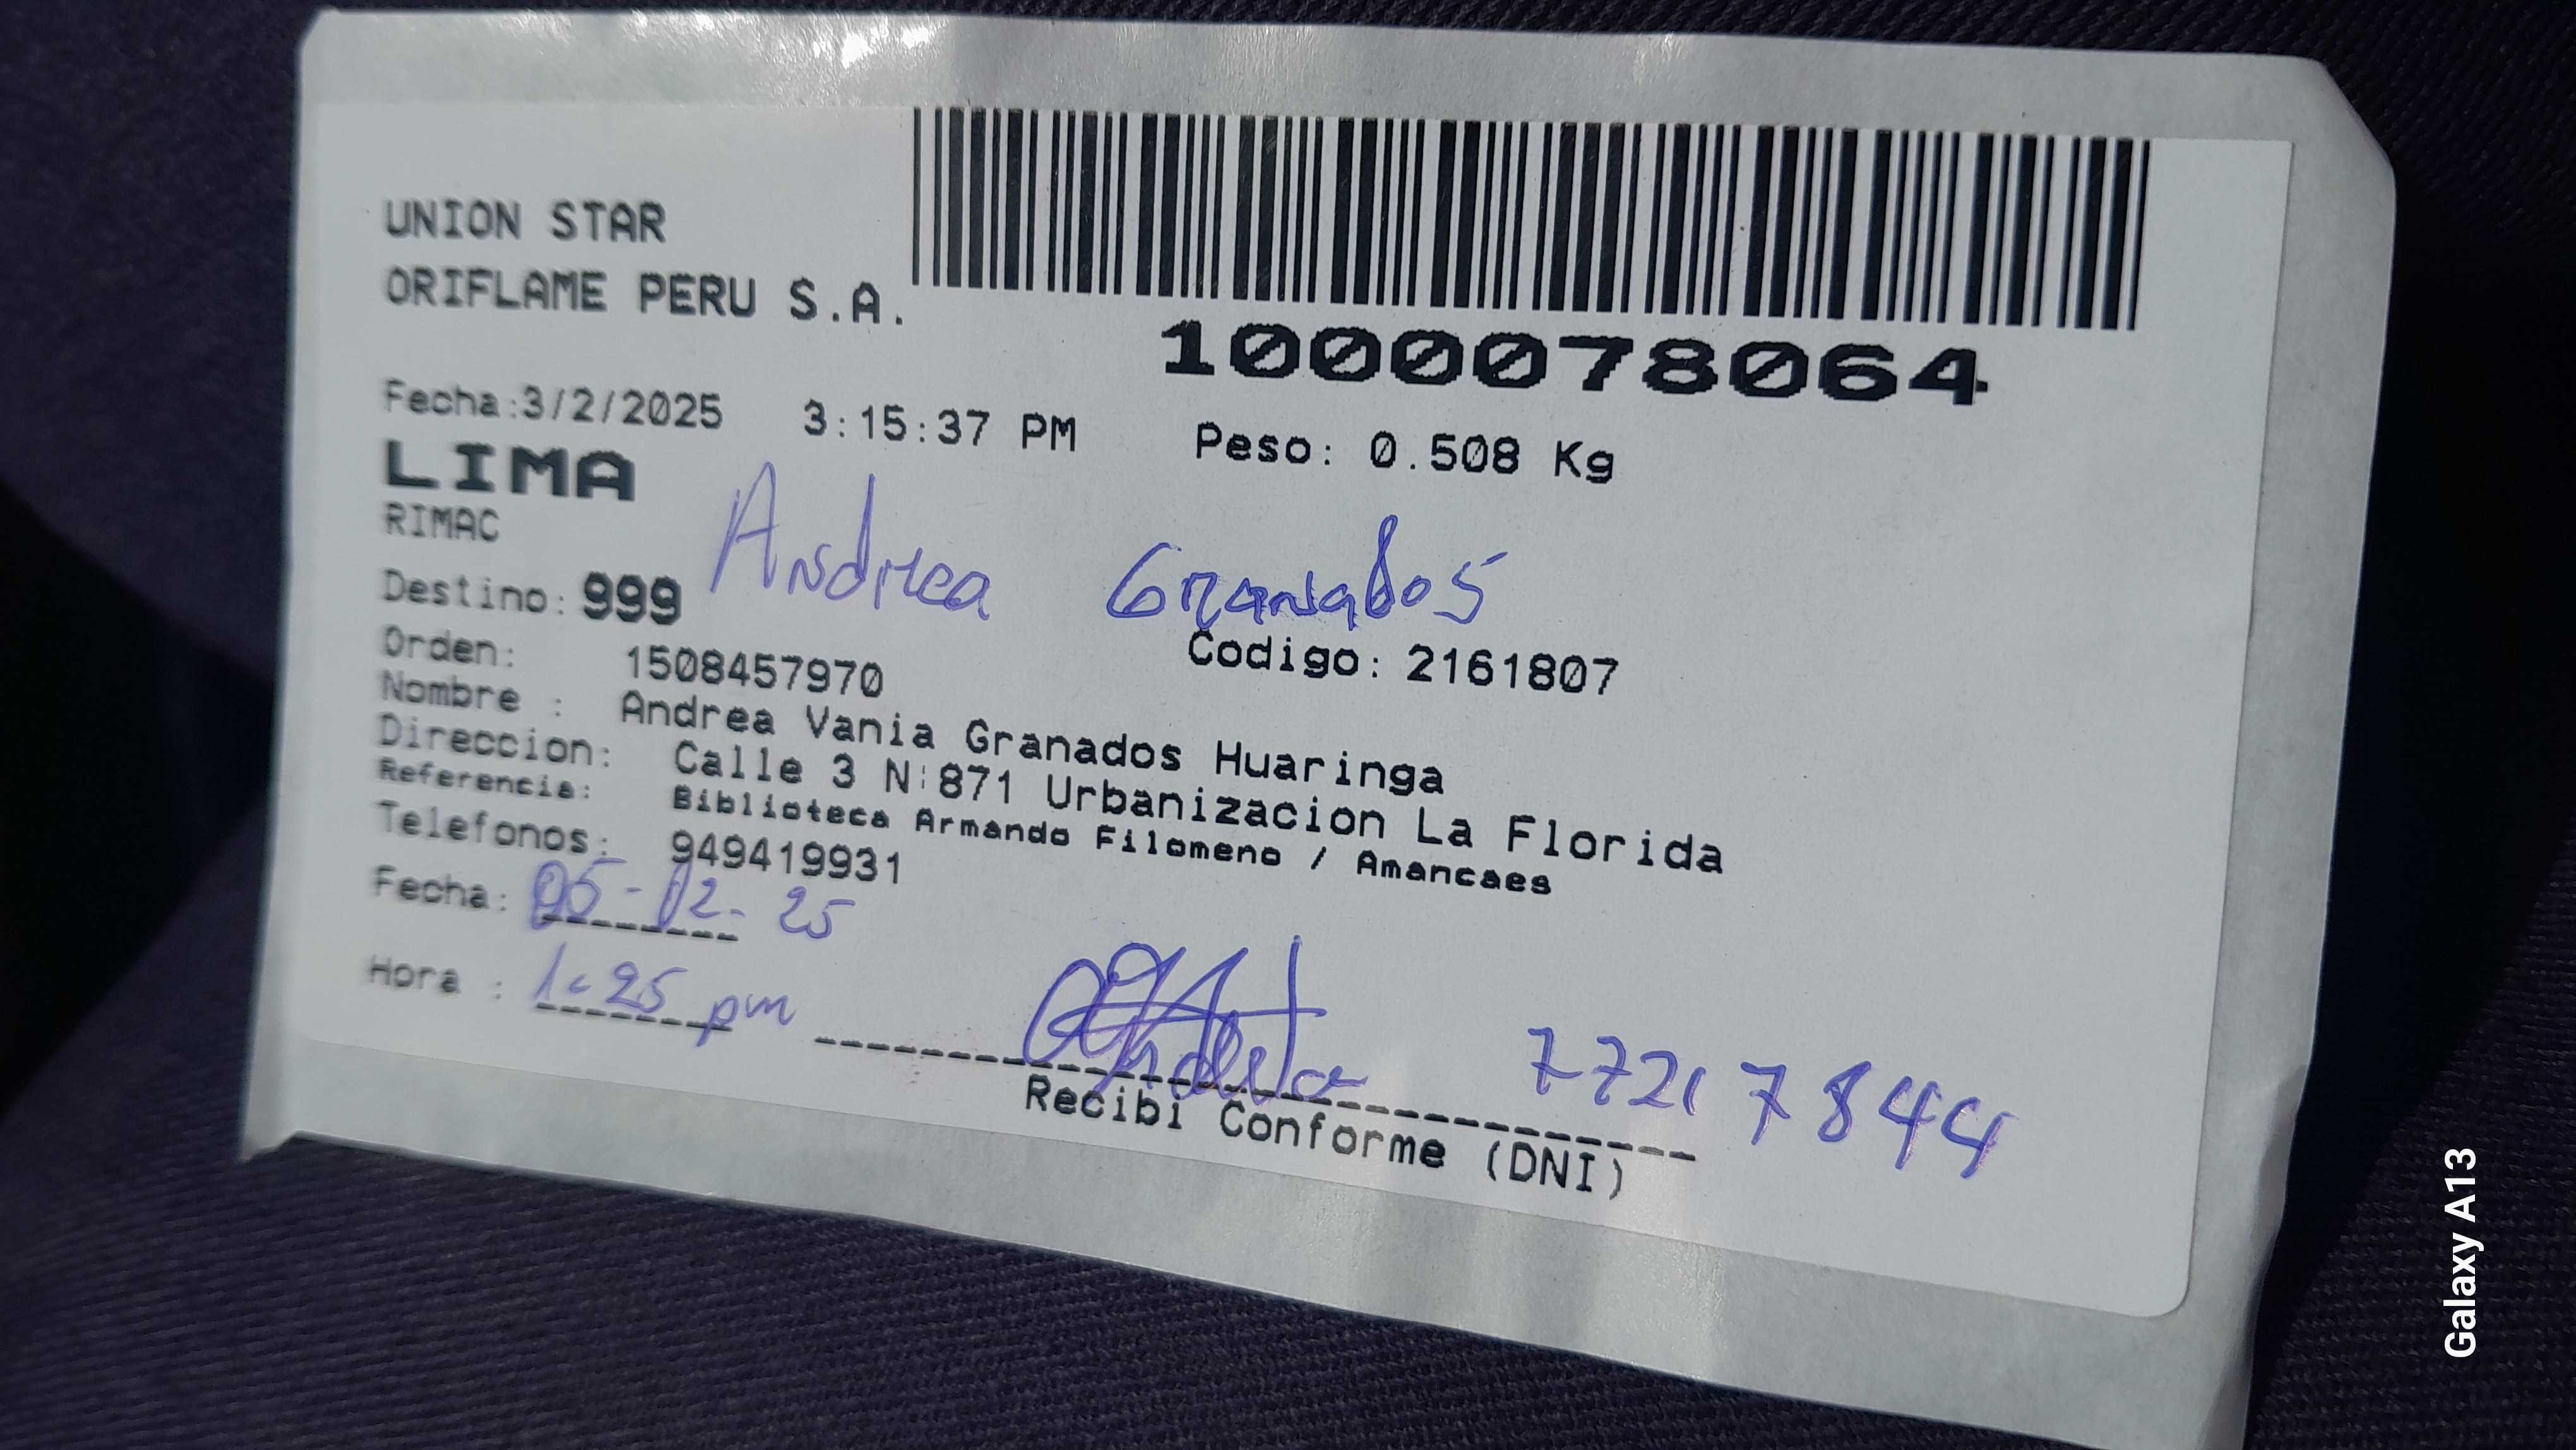 UNION STAR
ORIFLAME PERU S.A.
1000078064
Fecha:3/2/2025 3:15:37 PM Peso: 0.508 Kg
LIMA
RIMAC
Andrea Granados
Destino: 999
Orden: 1508457970 Codigo: 2161807
Nombre : Andrea Vania Granados Huaringa
Direccion: Calle 3 N:871 Urbanizacion La Florida
Referencia: Biblioteca Armando Filomeno / Amancaes
Telefonos: 949419931
Fecha: 05-02-25
Hora : 1:25 pm
77217844
Recibi Conforme (DNI)
Galaxy A13